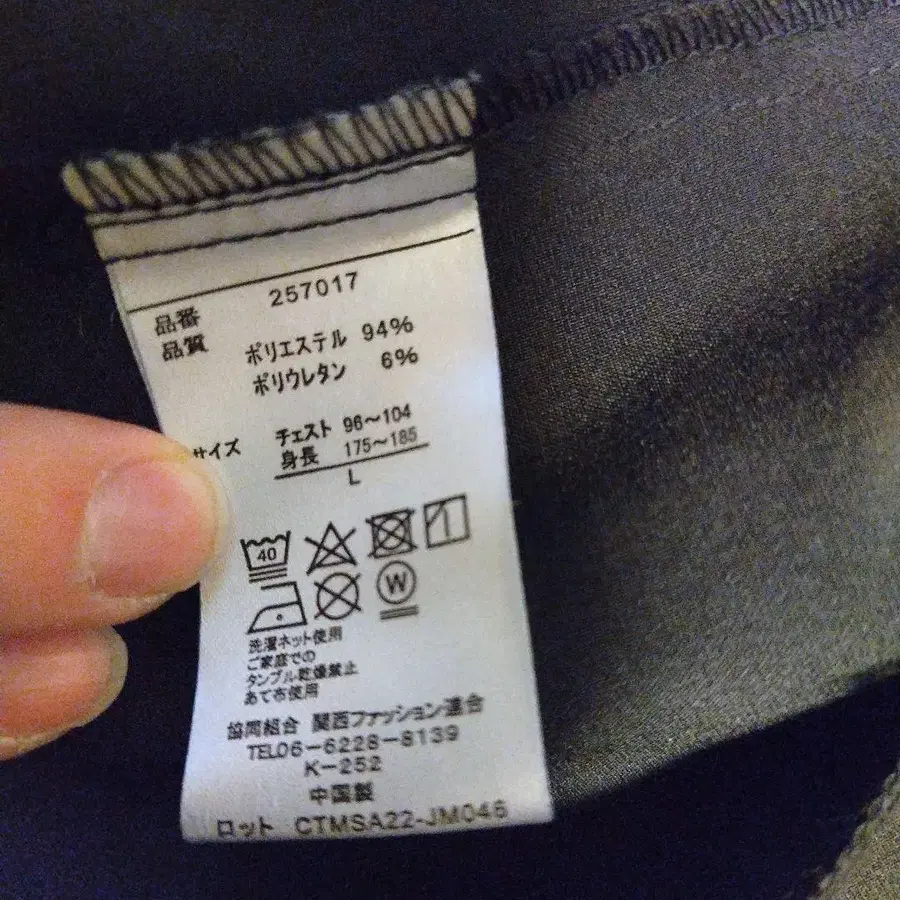 品番 257017
品質 ポリエステル 94%
ポリウレタン 6%
サイズ チェスト 96～104
身長 175～185
L
40
W
洗濯ネット使用
ご家庭での
タンブル乾燥禁止
あて布使用
協同組合 関西ファッション連合
TEL06-6228-8139
K-252
中国製
ロット CTMSA22-JM046